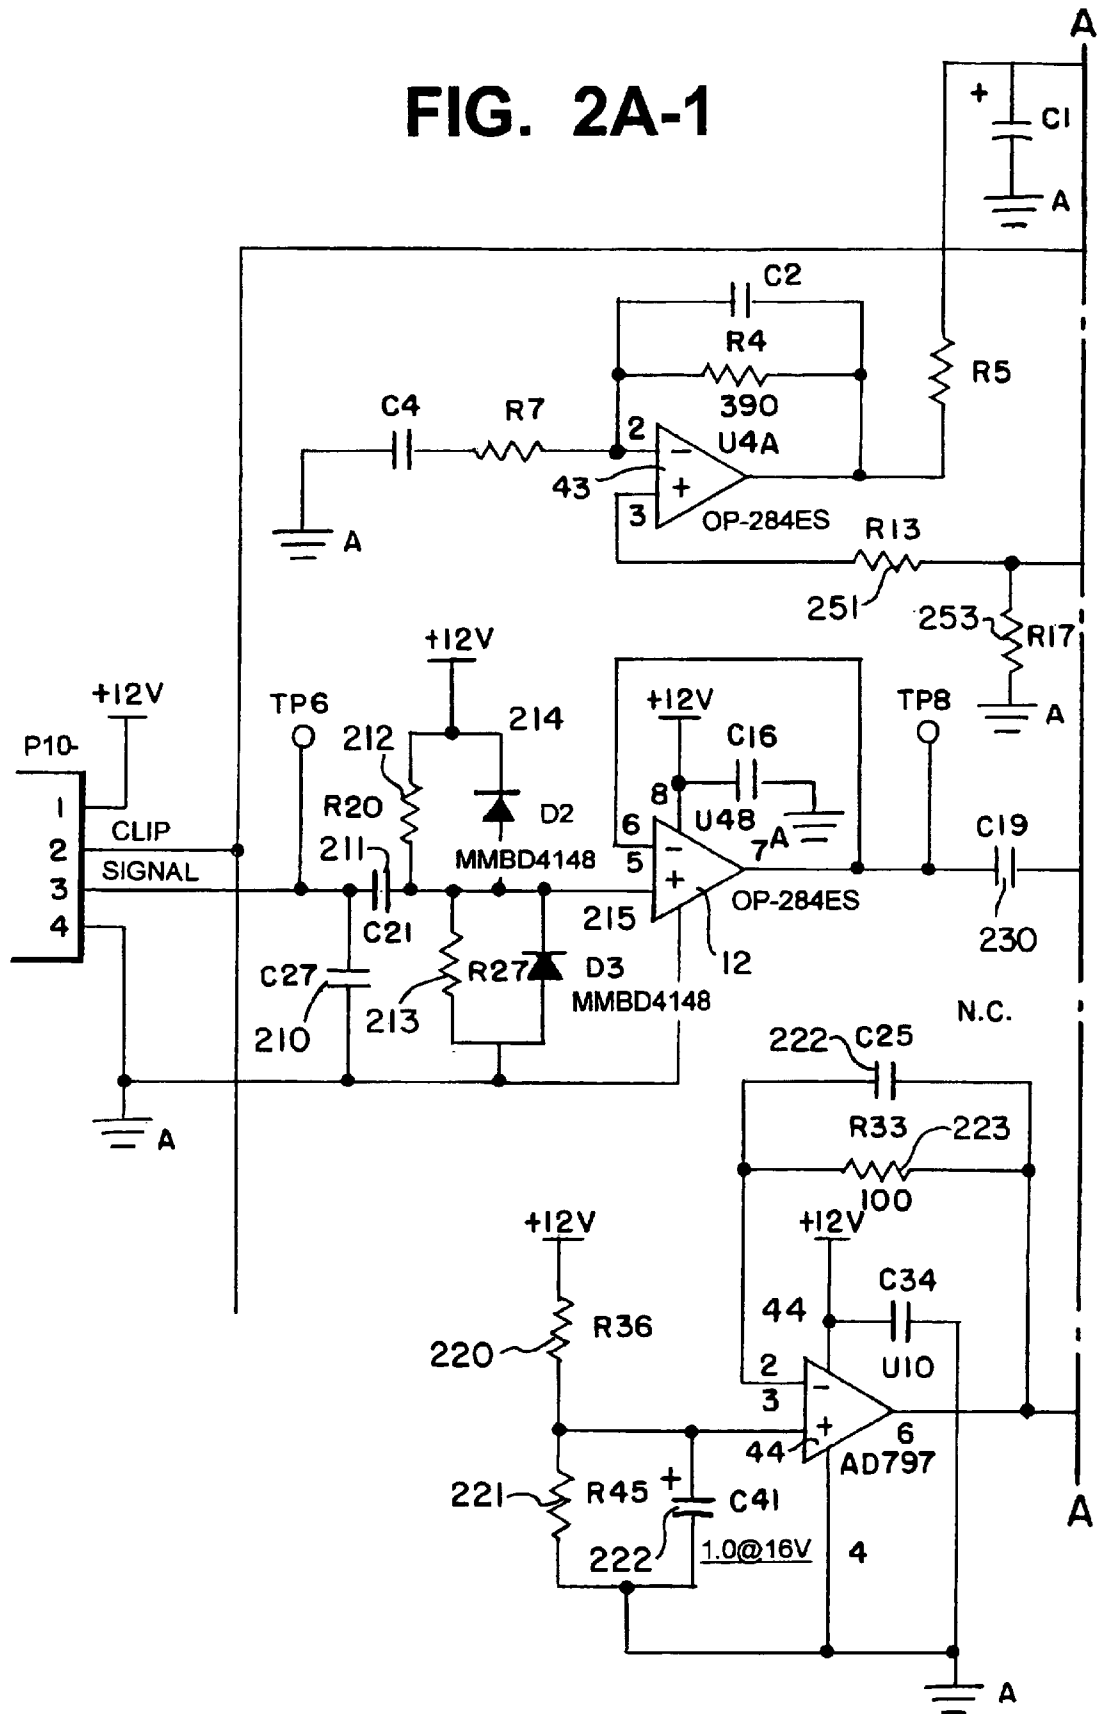 A
FIG. 2A-1
+
C1
A
C2
R4
390
R5
C4
R7
2
U4A
−
43
+
3
OP-284ES
A
R13
251
253
R17
A
+12V
+12V
TP6
214
+12V
TP8
P10-
212
C16
1
R20
D2
8
U48
A
C19
2
CLIP
211
MMBD4148
6
−
7
3
SIGNAL
5
+
4
C21
215
OP-284ES
230
C27
R27
D3
12
213
MMBD4148
210
N.C.
222
C25
A
R33
223
100
+12V
+12V
C34
44
R36
220
U10
2
−
3
+
44
6
AD797
221
R45
+
C41
A
222
1.0@16V
4
A